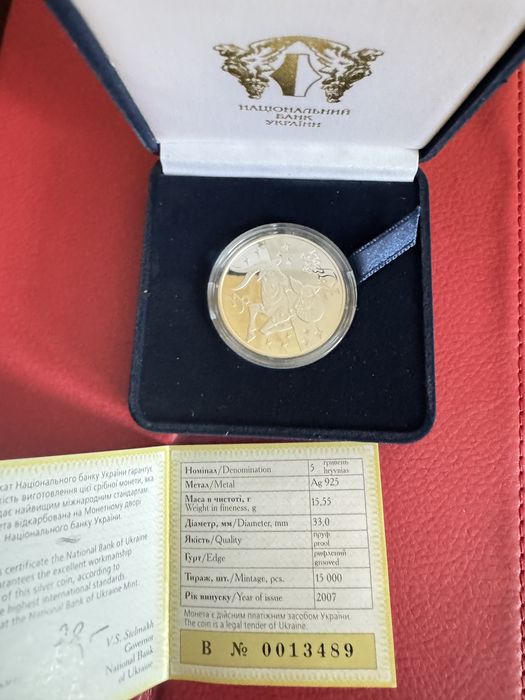 НАЦІОНАЛЬНИЙ
БАНК
УКРАЇНИ
кат Національного банку України гарантує
кість виготовлення цієї срібної монети, яка
дає найвищим міжнародним стандартам.
ета відкарбована на Монетному дворі
Національного банку України.
s certificate the National Bank of Ukraine
arantees the excellent workmanship
of this silver coin, according to
e highest international standards.
at the National Bank of Ukraine Mint.
V.S. Stelmakh
Governor
National Bank
of Ukraine
Номінал/Denomination 5 гривень hryvnias
Метал/Metal Ag 925
Маса в чистоті, г
Weight in fineness, g 15,55
Діаметр, мм/Diameter, mm 33,0
Якість/Quality пруф proof
Гурт/Edge рифлений grooved
Тираж, шт./Mintage, pcs. 15 000
Рік випуску/Year of issue 2007
Монета є дійсним платіжним засобом України.
The coin is a legal tender of Ukraine.
В № 0013489